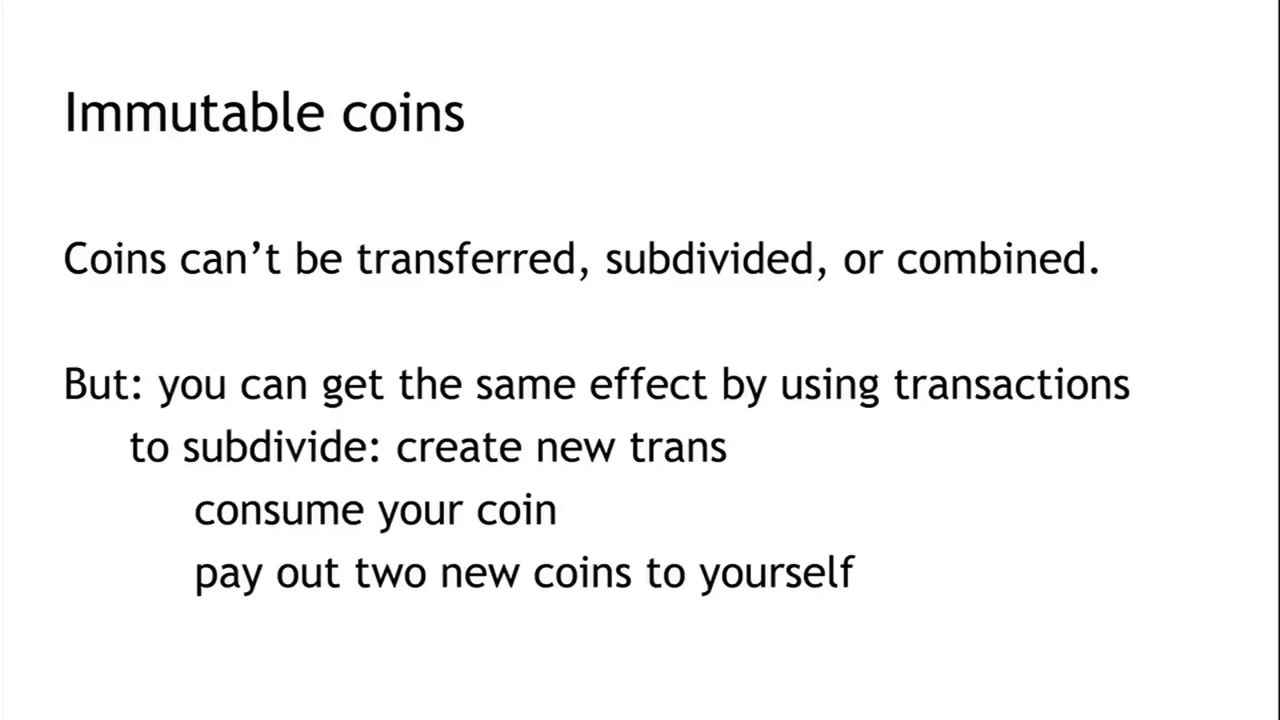 Immutable coins
Coins can’t be transferred, subdivided, or combined.
But: you can get the same effect by using transactions
to subdivide: create new trans
consume your coin
pay out two new coins to yourself